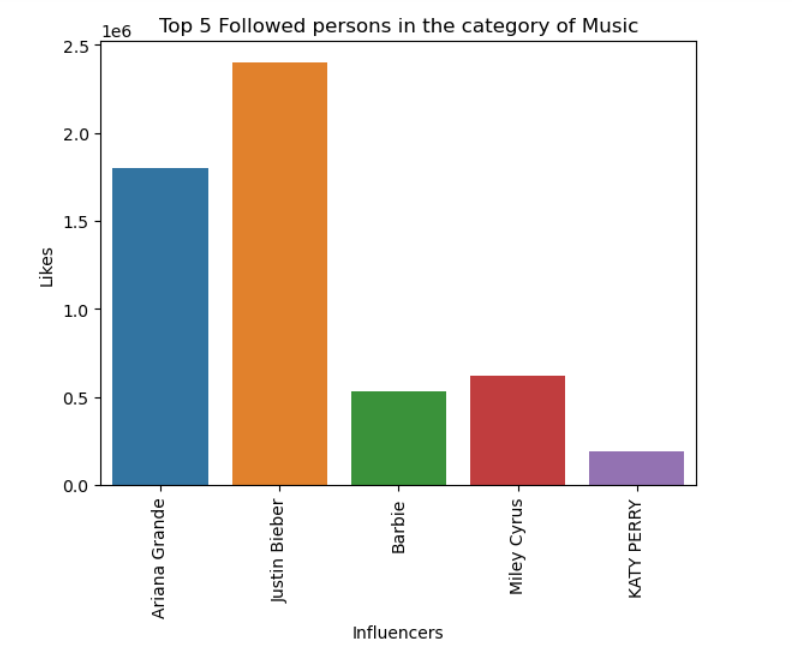 Top 5 Followed persons in the category of Music
1e6
2.5
2.0
1.5
1.0
0.5
0.0
Likes
Ariana Grande
Justin Bieber
Barbie
Miley Cyrus
KATY PERRY
Influencers